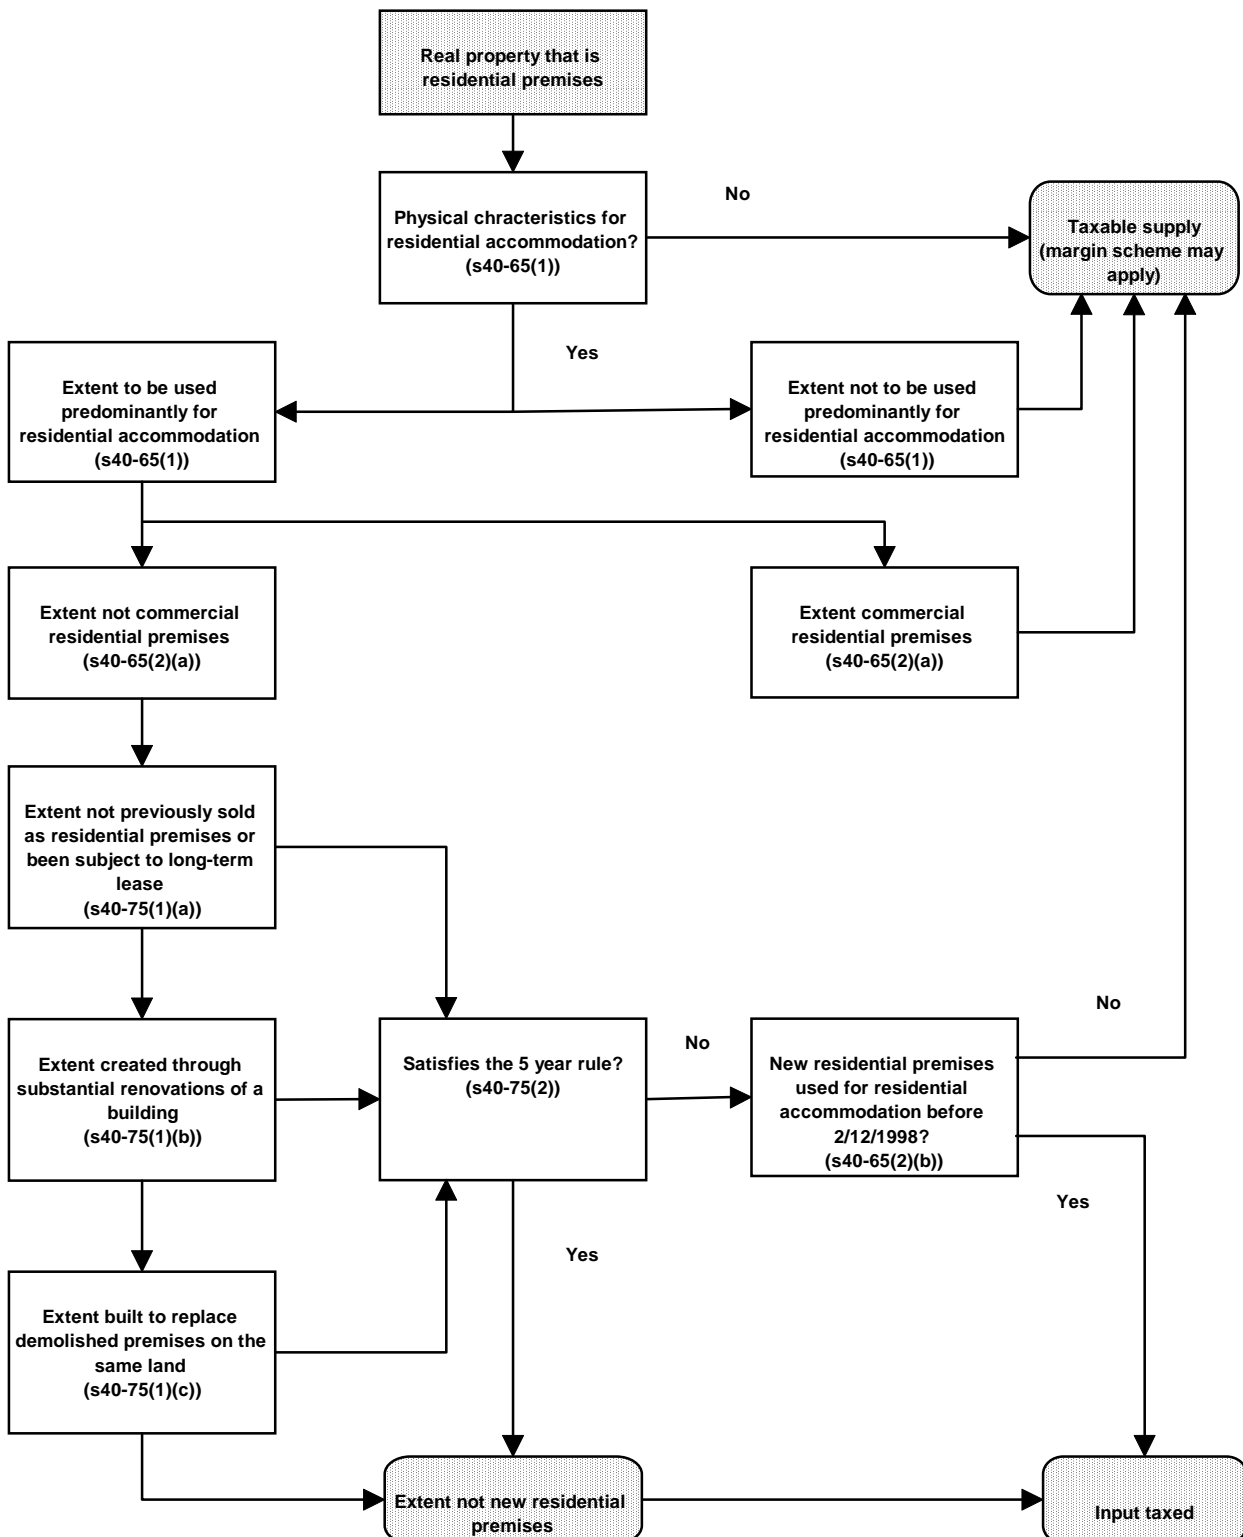 Real property that is
residential premises
Physical chracteristics for
residential accommodation?
(s40-65(1))
No
Taxable supply
(margin scheme may
apply)
Yes
Extent to be used
predominantly for
residential accommodation
(s40-65(1))
Extent not to be used
predominantly for
residential accommodation
(s40-65(1))
Extent not commercial
residential premises
(s40-65(2)(a))
Extent commercial
residential premises
(s40-65(2)(a))
Extent not previously sold
as residential premises or
been subject to long-term
lease
(s40-75(1)(a))
Extent created through
substantial renovations of a
building
(s40-75(1)(b))
Satisfies the 5 year rule?
(s40-75(2))
No
New residential premises
used for residential
accommodation before
2/12/1998?
(s40-65(2)(b))
No
Yes
Yes
Extent built to replace
demolished premises on the
same land
(s40-75(1)(c))
Extent not new residential
premises
Input taxed